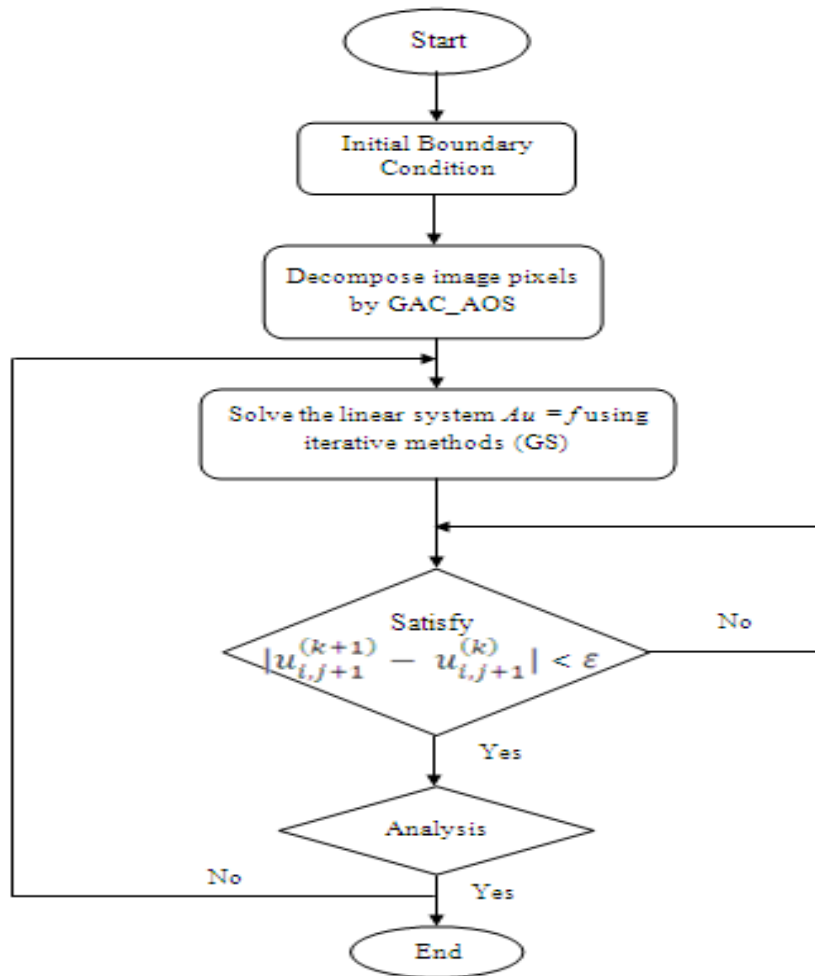 Start
Initial Boundary
Condition
Decompose image pixels
by GAC_AOS
Solve the linear system Au = f using
iterative methods (GS)
Satisfy
|u_{i,j+1}^{(k+1)} − u_{i,j+1}^{(k)}| < ε
No
Yes
Analysis
No
Yes
End